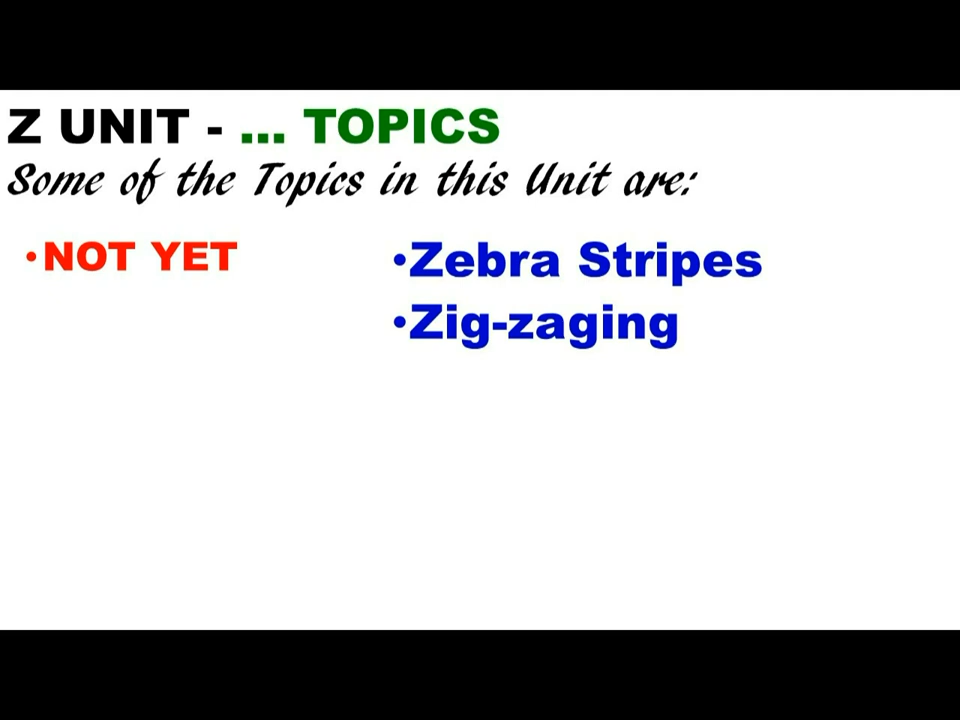 Z UNIT - ... TOPICS
Some of the Topics in this Unit are:
•NOT YET
•Zebra Stripes
•Zig-zaging